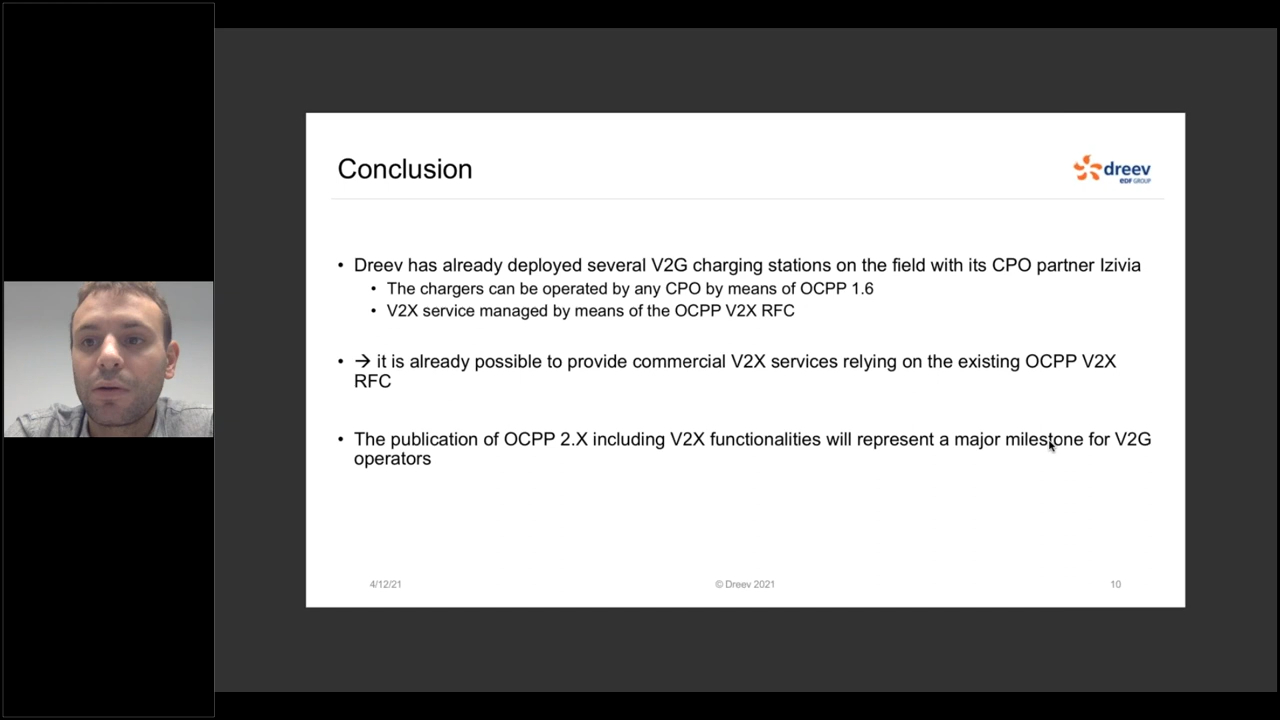 Conclusion
dreev
EDF GROUP
• Dreev has already deployed several V2G charging stations on the field with its CPO partner Izivia
• The chargers can be operated by any CPO by means of OCPP 1.6
• V2X service managed by means of the OCPP V2X RFC
• → it is already possible to provide commercial V2X services relying on the existing OCPP V2X
RFC
• The publication of OCPP 2.X including V2X functionalities will represent a major milestone for V2G
operators
4/12/21
© Dreev 2021
10